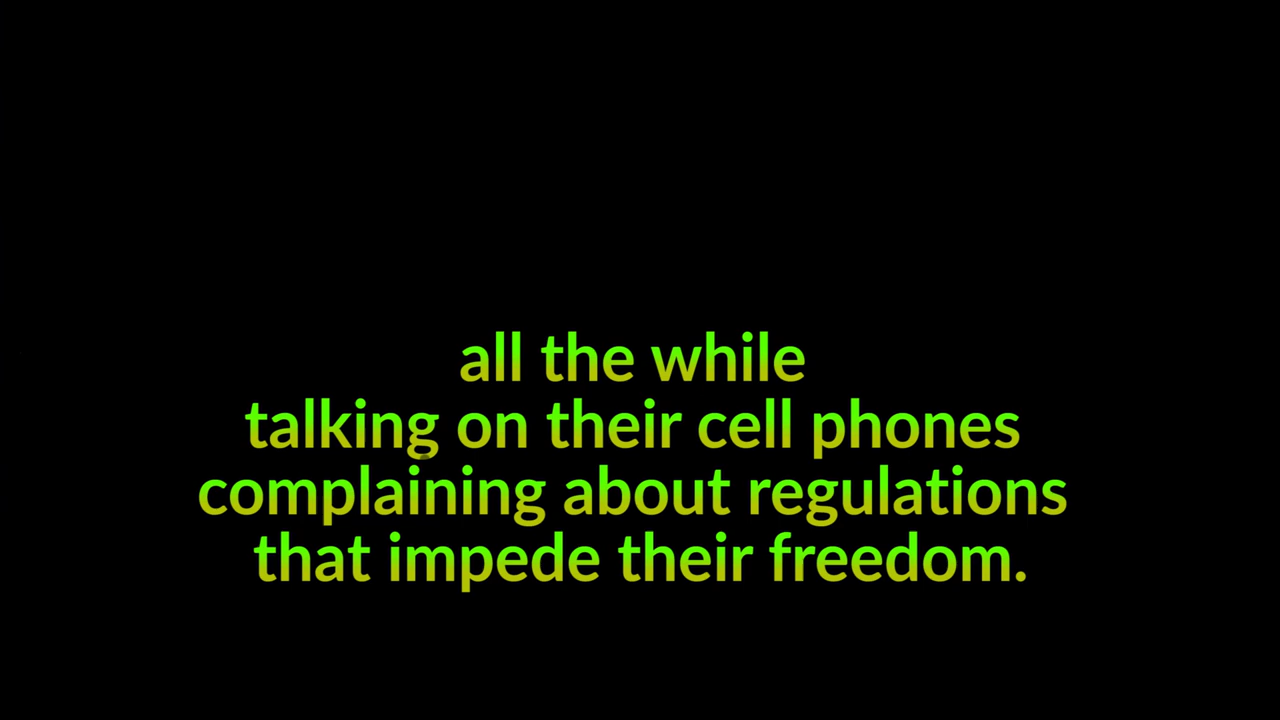 all the while
talking on their cell phones
complaining about regulations
that impede their freedom.